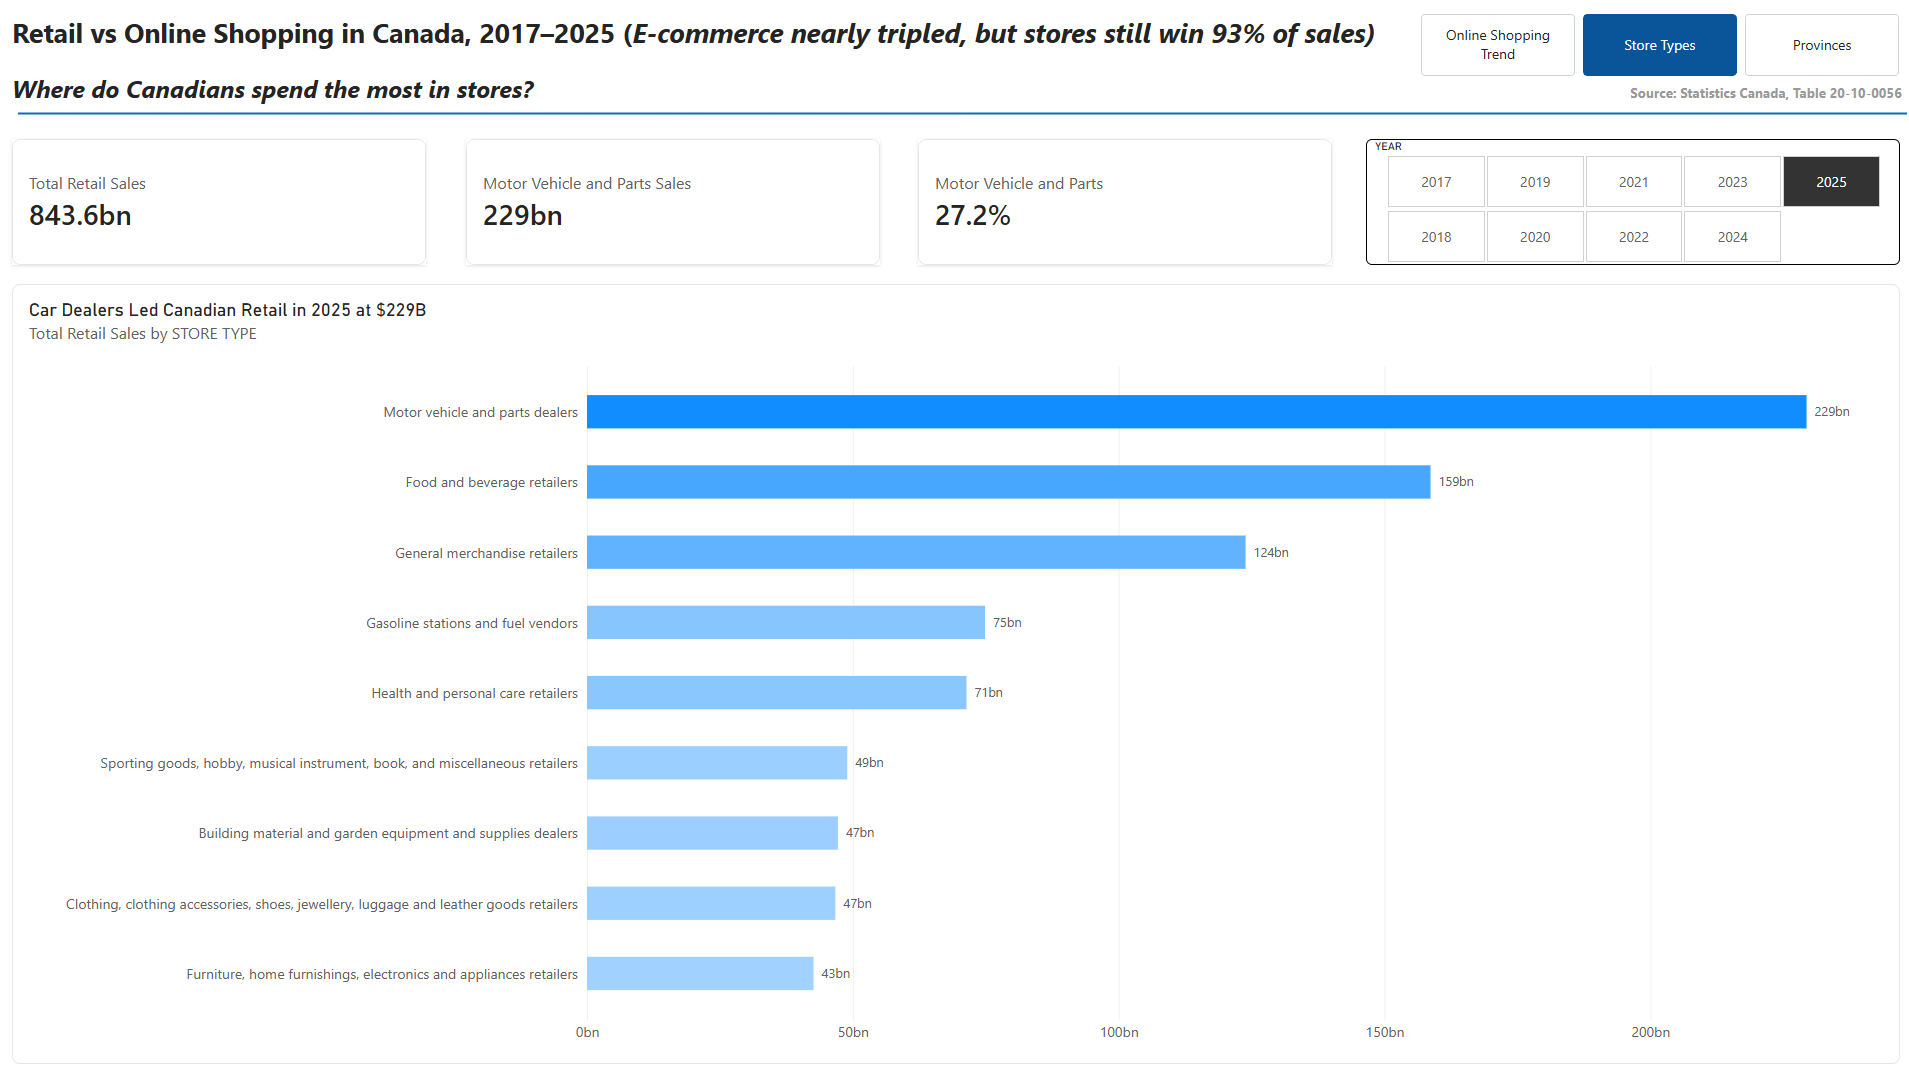 Retail vs Online Shopping in Canada, 2017–2025 (E-commerce nearly tripled, but stores still win 93% of sales)
Online Shopping
Trend
Store Types
Provinces
Where do Canadians spend the most in stores?
Source: Statistics Canada, Table 20-10-0056
Total Retail Sales
843.6bn
Motor Vehicle and Parts Sales
229bn
Motor Vehicle and Parts
27.2%
YEAR
2017 2019 2021 2023 2025
2018 2020 2022 2024
Car Dealers Led Canadian Retail in 2025 at $229B
Total Retail Sales by STORE TYPE
Motor vehicle and parts dealers 229bn
Food and beverage retailers 159bn
General merchandise retailers 124bn
Gasoline stations and fuel vendors 75bn
Health and personal care retailers 71bn
Sporting goods, hobby, musical instrument, book, and miscellaneous retailers 49bn
Building material and garden equipment and supplies dealers 47bn
Clothing, clothing accessories, shoes, jewellery, luggage and leather goods retailers 47bn
Furniture, home furnishings, electronics and appliances retailers 43bn
0bn 50bn 100bn 150bn 200bn